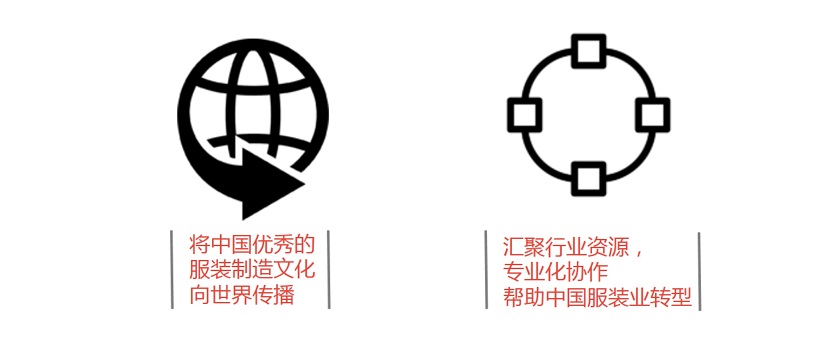 将中国优秀的
服装制造文化
向世界传播
汇聚行业资源，
专业化协作
帮助中国服装业转型